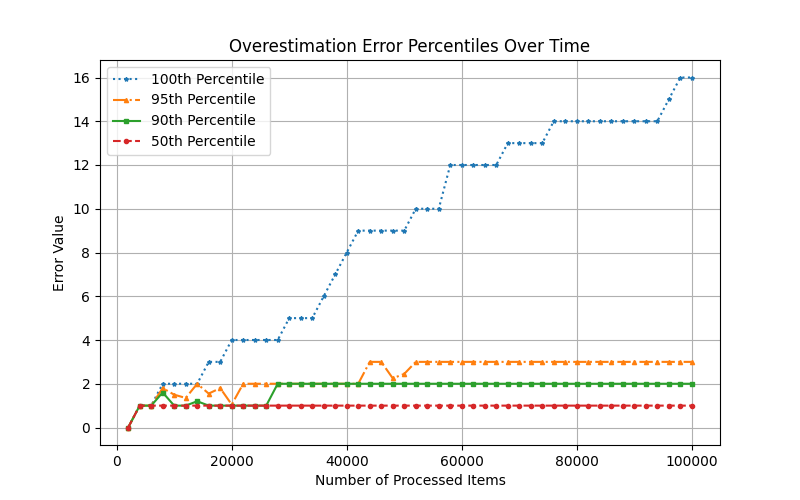 Overestimation Error Percentiles Over Time
100th Percentile
95th Percentile
90th Percentile
50th Percentile
Error Value
16
14
12
10
8
6
4
2
0
0 20000 40000 60000 80000 100000
Number of Processed Items